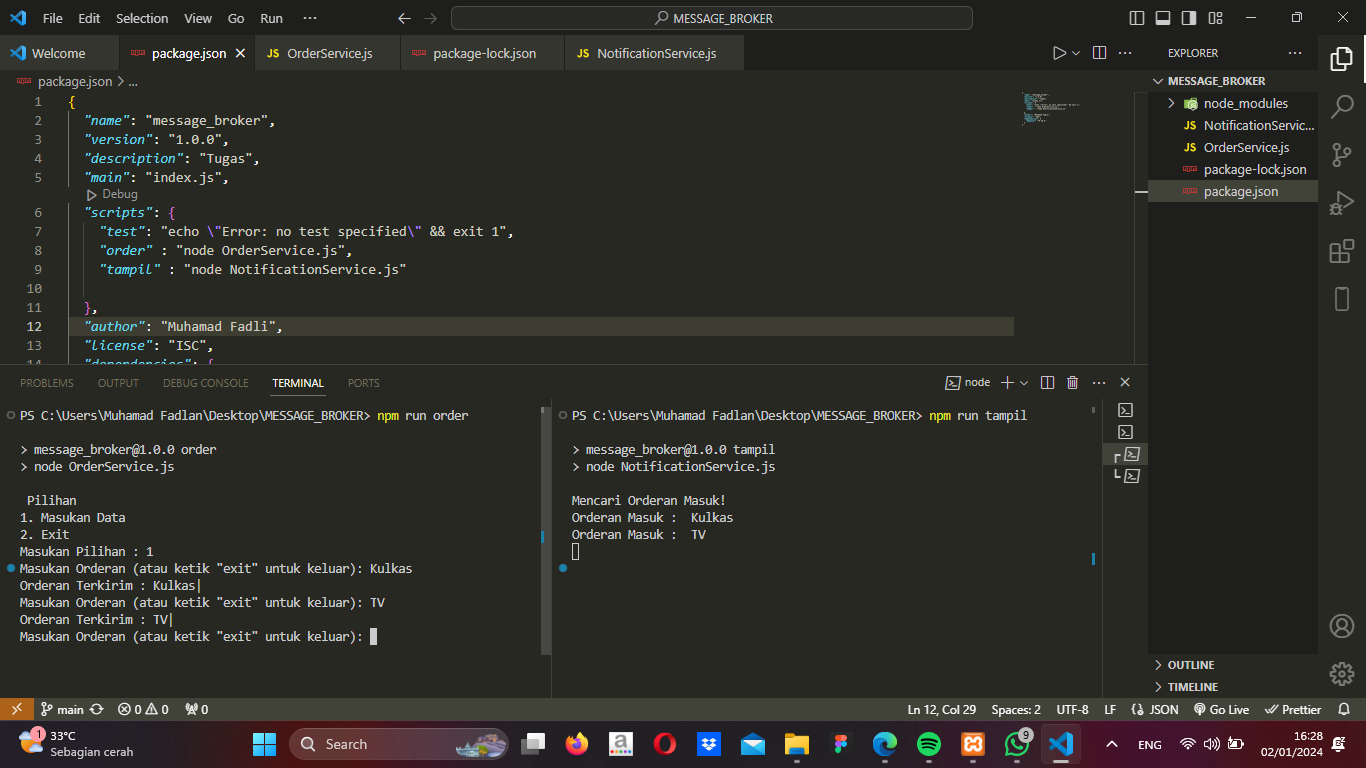 File Edit Selection View Go Run ··· MESSAGE_BROKER
Welcome package.json OrderService.js package-lock.json NotificationService.js
EXPLORER
package.json > ...
MESSAGE_BROKER
node_modules
NotificationServic...
OrderService.js
package-lock.json
package.json
1 {
2 "name": "message_broker",
3 "version": "1.0.0",
4 "description": "Tugas",
5 "main": "index.js",
Debug
6 "scripts": {
7 "test": "echo \"Error: no test specified\" && exit 1",
8 "order" : "node OrderService.js",
9 "tampil" : "node NotificationService.js"
10
11 },
12 "author": "Muhamad Fadli",
13 "license": "ISC",
14 "dependencies": {
PROBLEMS OUTPUT DEBUG CONSOLE TERMINAL PORTS
node
PS C:\Users\Muhamad Fadlan\Desktop\MESSAGE_BROKER> npm run order
> message_broker@1.0.0 order
> node OrderService.js
Pilihan
1. Masukan Data
2. Exit
Masukan Pilihan : 1
Masukan Orderan (atau ketik "exit" untuk keluar): Kulkas
Orderan Terkirim : Kulkas|
Masukan Orderan (atau ketik "exit" untuk keluar): TV
Orderan Terkirim : TV|
Masukan Orderan (atau ketik "exit" untuk keluar):
PS C:\Users\Muhamad Fadlan\Desktop\MESSAGE_BROKER> npm run tampil
> message_broker@1.0.0 tampil
> node NotificationService.js
Mencari Orderan Masuk!
Orderan Masuk :  Kulkas
Orderan Masuk :  TV
OUTLINE
TIMELINE
main 0 0 0 Ln 12, Col 29 Spaces: 2 UTF-8 LF {} JSON Go Live Prettier
1
33°C
Sebagian cerah
Search
a
9
ENG
16:28
02/01/2024